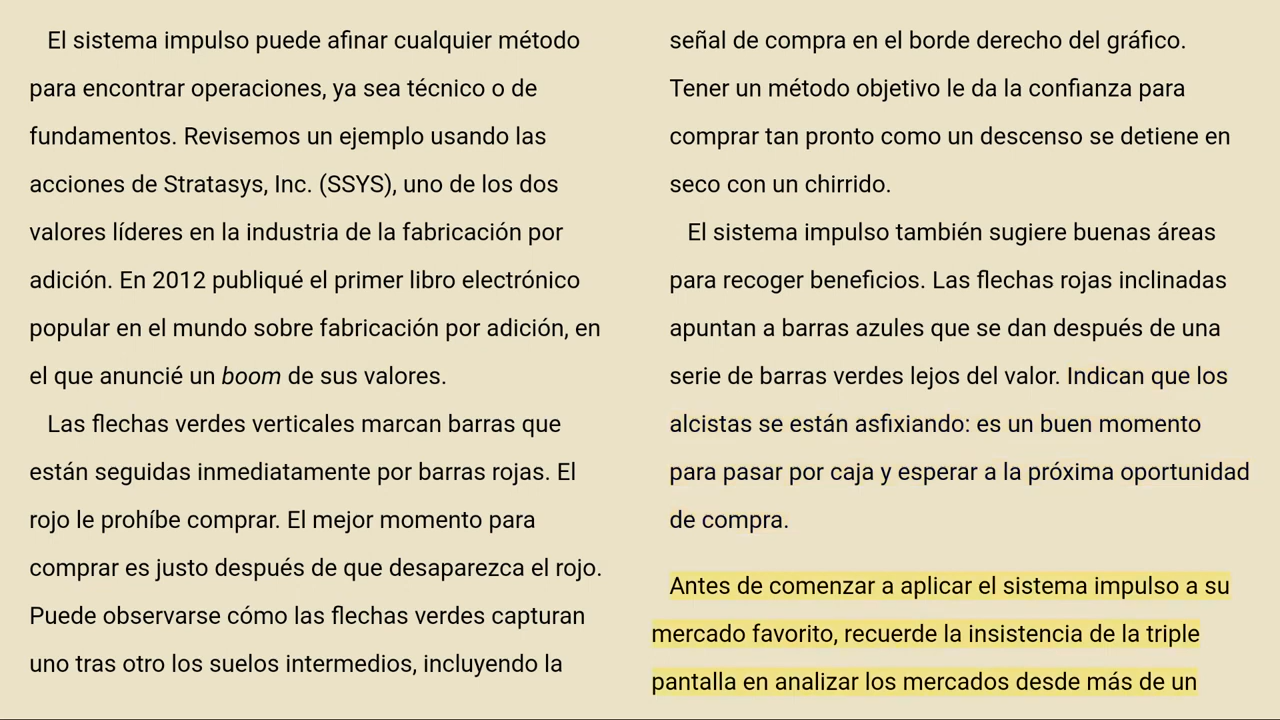 El sistema impulso puede afinar cualquier método
para encontrar operaciones, ya sea técnico o de
fundamentos. Revisemos un ejemplo usando las
acciones de Stratasys, Inc. (SSYS), uno de los dos
valores líderes en la industria de la fabricación por
adición. En 2012 publiqué el primer libro electrónico
popular en el mundo sobre fabricación por adición, en
el que anuncié un boom de sus valores.
Las flechas verdes verticales marcan barras que
están seguidas inmediatamente por barras rojas. El
rojo le prohíbe comprar. El mejor momento para
comprar es justo después de que desaparezca el rojo.
Puede observarse cómo las flechas verdes capturan
uno tras otro los suelos intermedios, incluyendo la
señal de compra en el borde derecho del gráfico.
Tener un método objetivo le da la confianza para
comprar tan pronto como un descenso se detiene en
seco con un chirrido.
El sistema impulso también sugiere buenas áreas
para recoger beneficios. Las flechas rojas inclinadas
apuntan a barras azules que se dan después de una
serie de barras verdes lejos del valor. Indican que los
alcistas se están asfixiando: es un buen momento
para pasar por caja y esperar a la próxima oportunidad
de compra.
Antes de comenzar a aplicar el sistema impulso a su
mercado favorito, recuerde la insistencia de la triple
pantalla en analizar los mercados desde más de un